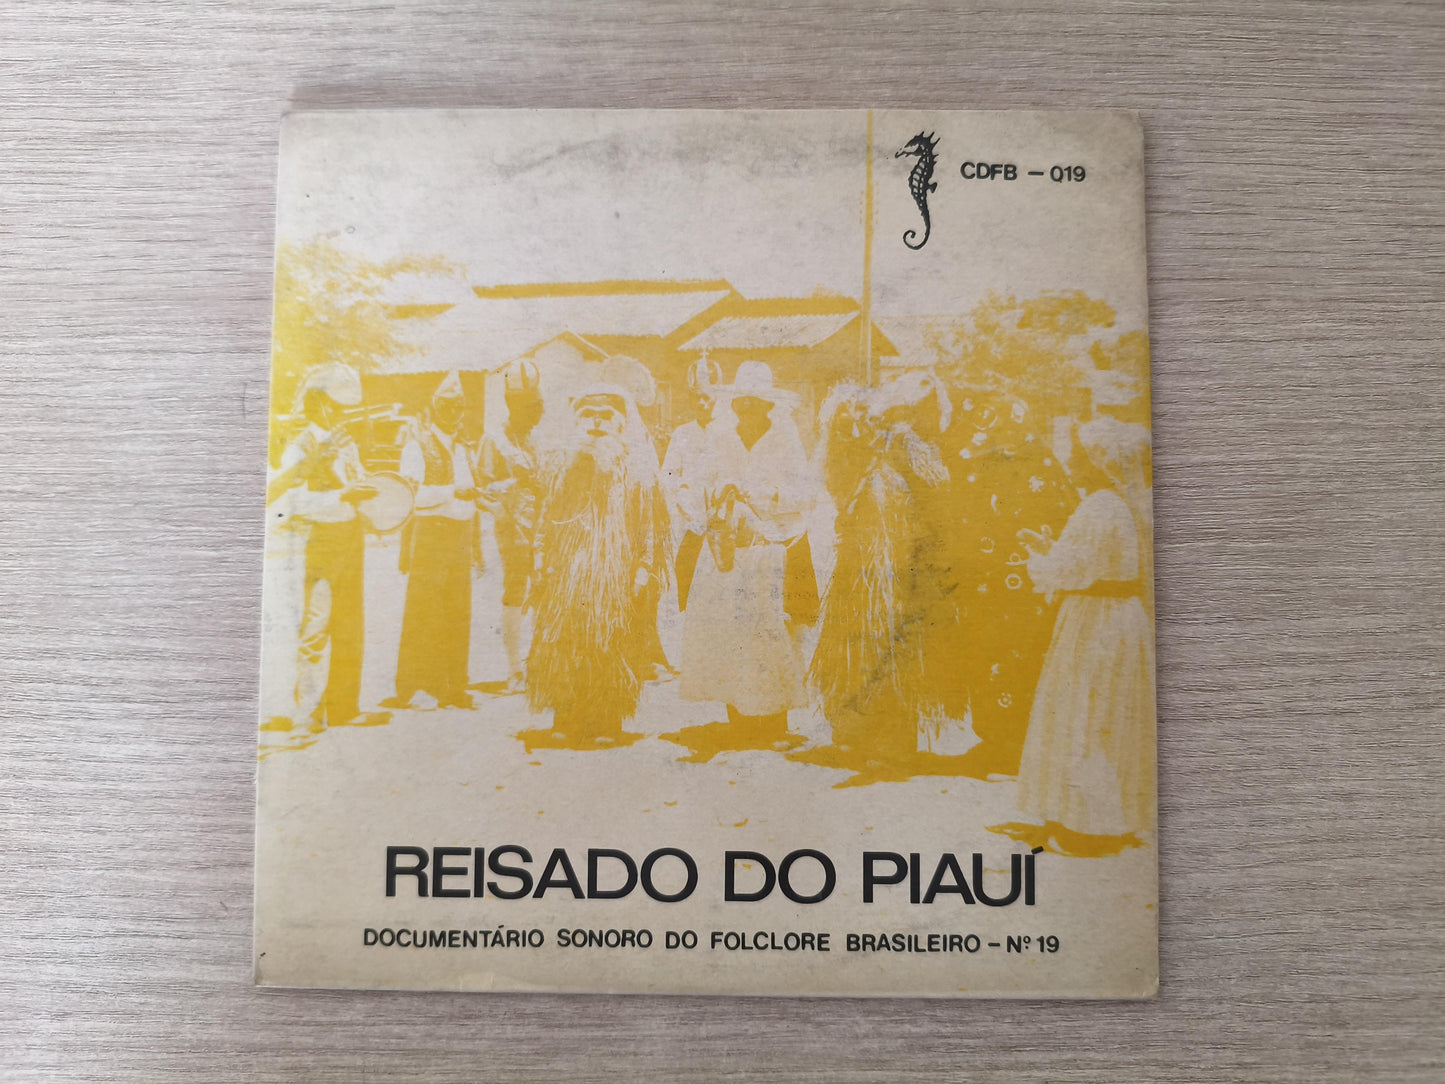 CDFB - 019
REISADO DO PIAUÍ
DOCUMENTÁRIO SONORO DO FOLCLORE BRASILEIRO - Nº 19